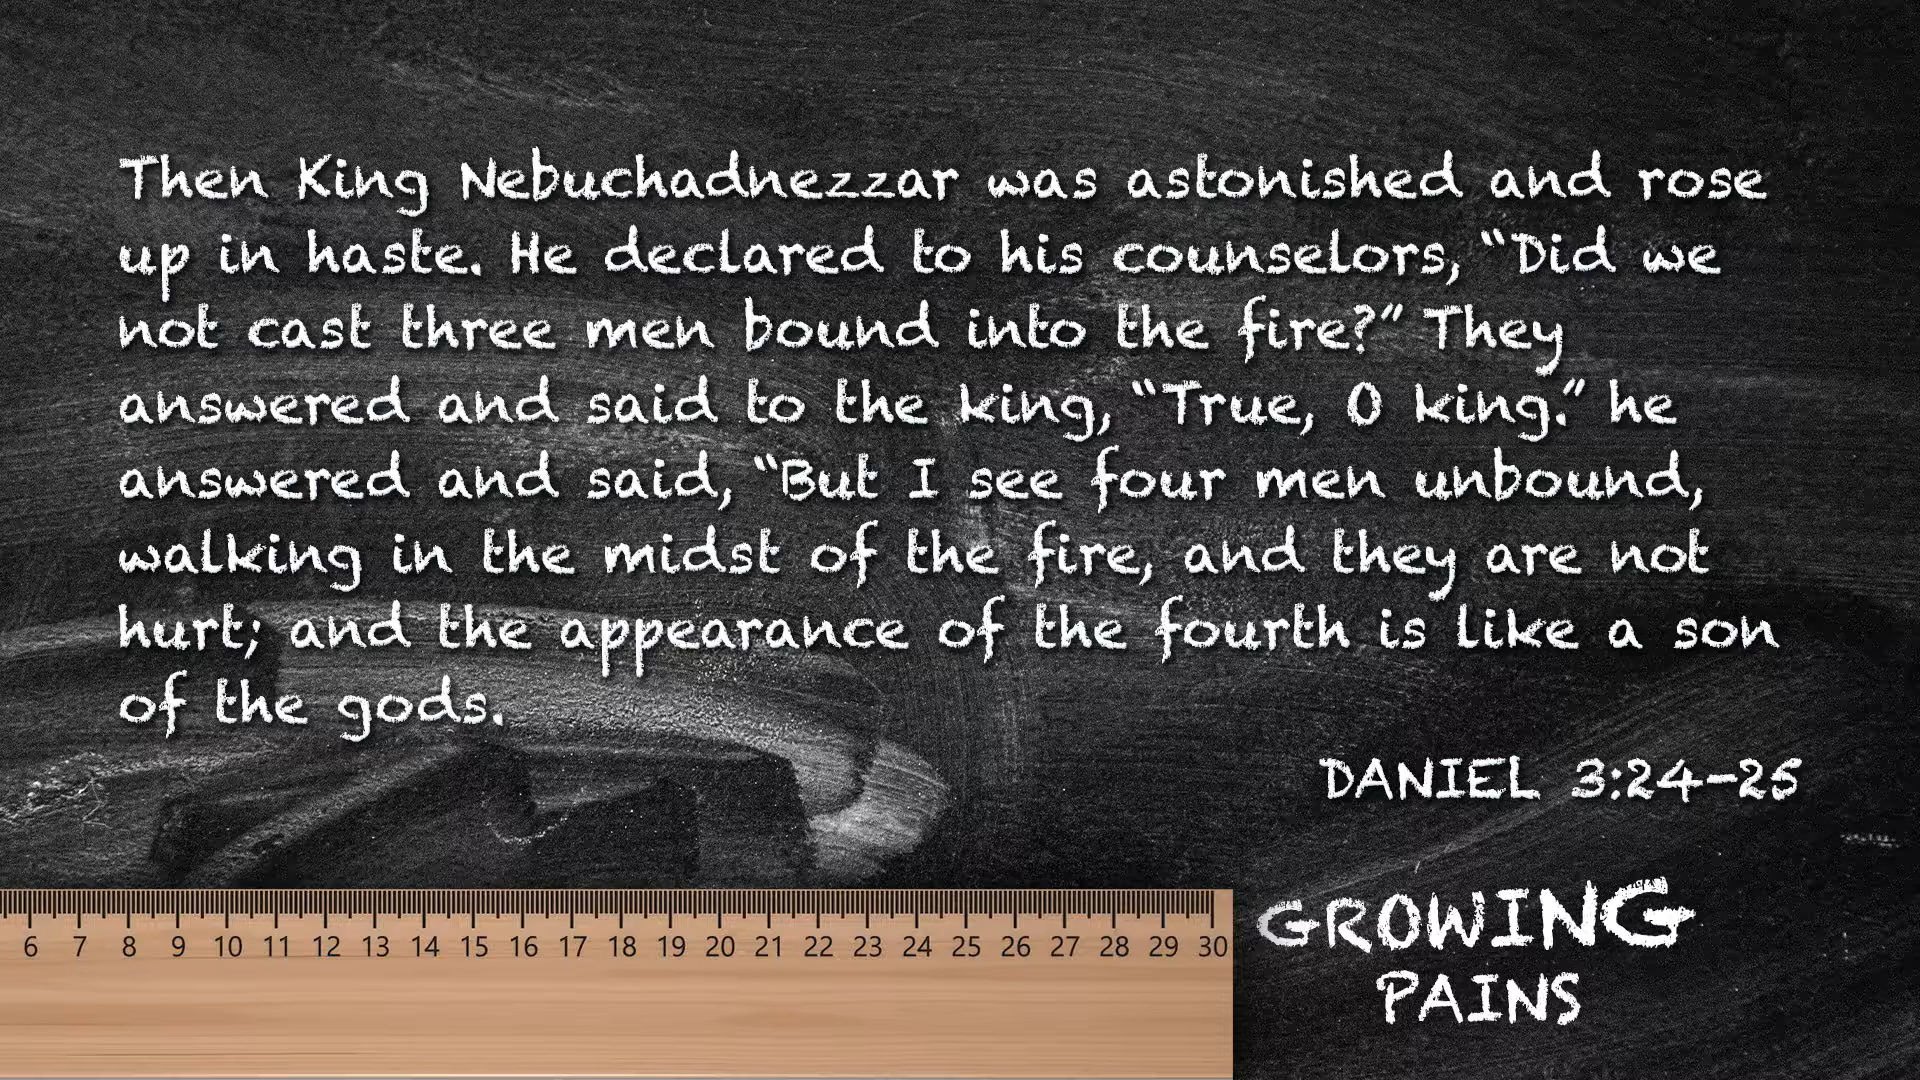 Then King Nebuchadnezzar was astonished and rose
up in haste. He declared to his counselors, “Did we
not cast three men bound into the fire?” They
answered and said to the king, “True, O king.” he
answered and said, “But I see four men unbound,
walking in the midst of the fire, and they are not
hurt; and the appearance of the fourth is like a son
of the gods.
DANIEL 3:24-25
6 7 8 9 10 11 12 13 14 15 16 17 18 19 20 21 22 23 24 25 26 27 28 29 30
GROWING
PAINS